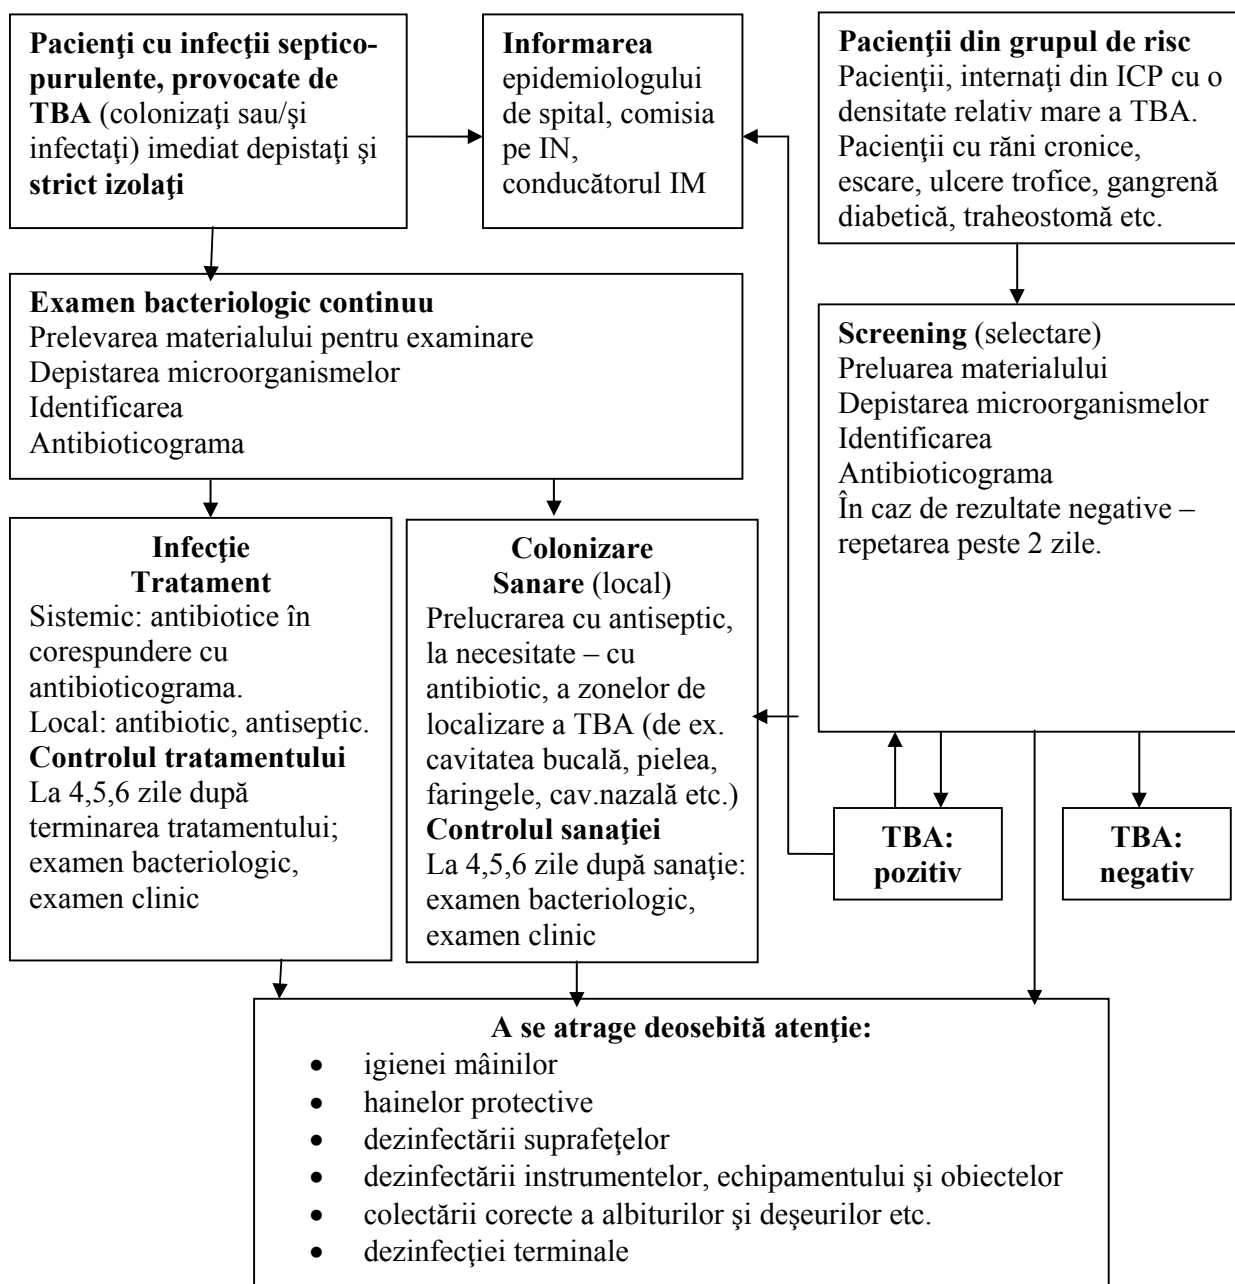 Pacienţi cu infecţii septico-
purulente, provocate de
TBA (colonizaţi sau/şi
infectaţi) imediat depistaţi şi
strict izolaţi
Informarea
epidemiologului
de spital, comisia
pe IN,
conducătorul IM
Pacienţii din grupul de risc
Pacienţii, internaţi din ICP cu o
densitate relativ mare a TBA.
Pacienţii cu răni cronice,
escare, ulcere trofice, gangrenă
diabetică, traheostomă etc.
Examen bacteriologic continuu
Prelevarea materialului pentru examinare
Depistarea microorganismelor
Identificarea
Antibioticograma
Screening (selectare)
Preluarea materialului
Depistarea microorganismelor
Identificarea
Antibioticograma
În caz de rezultate negative –
repetarea peste 2 zile.
Infecţie
Tratament
Sistemic: antibiotice în
corespundere cu
antibioticograma.
Local: antibiotic, antiseptic.
Controlul tratamentului
La 4,5,6 zile după
terminarea tratamentului;
examen bacteriologic,
examen clinic
Colonizare
Sanare (local)
Prelucrarea cu antiseptic,
la necesitate – cu
antibiotic, a zonelor de
localizare a TBA (de ex.
cavitatea bucală, pielea,
faringele, cav.nazală etc.)
Controlul sanaţiei
La 4,5,6 zile după sanaţie:
examen bacteriologic,
examen clinic
TBA:
pozitiv
TBA:
negativ
A se atrage deosebită atenţie:
• igienei mâinilor
• hainelor protective
• dezinfectării suprafeţelor
• dezinfectării instrumentelor, echipamentului şi obiectelor
• colectării corecte a albiturilor şi deşeurilor etc.
• dezinfecţiei terminale